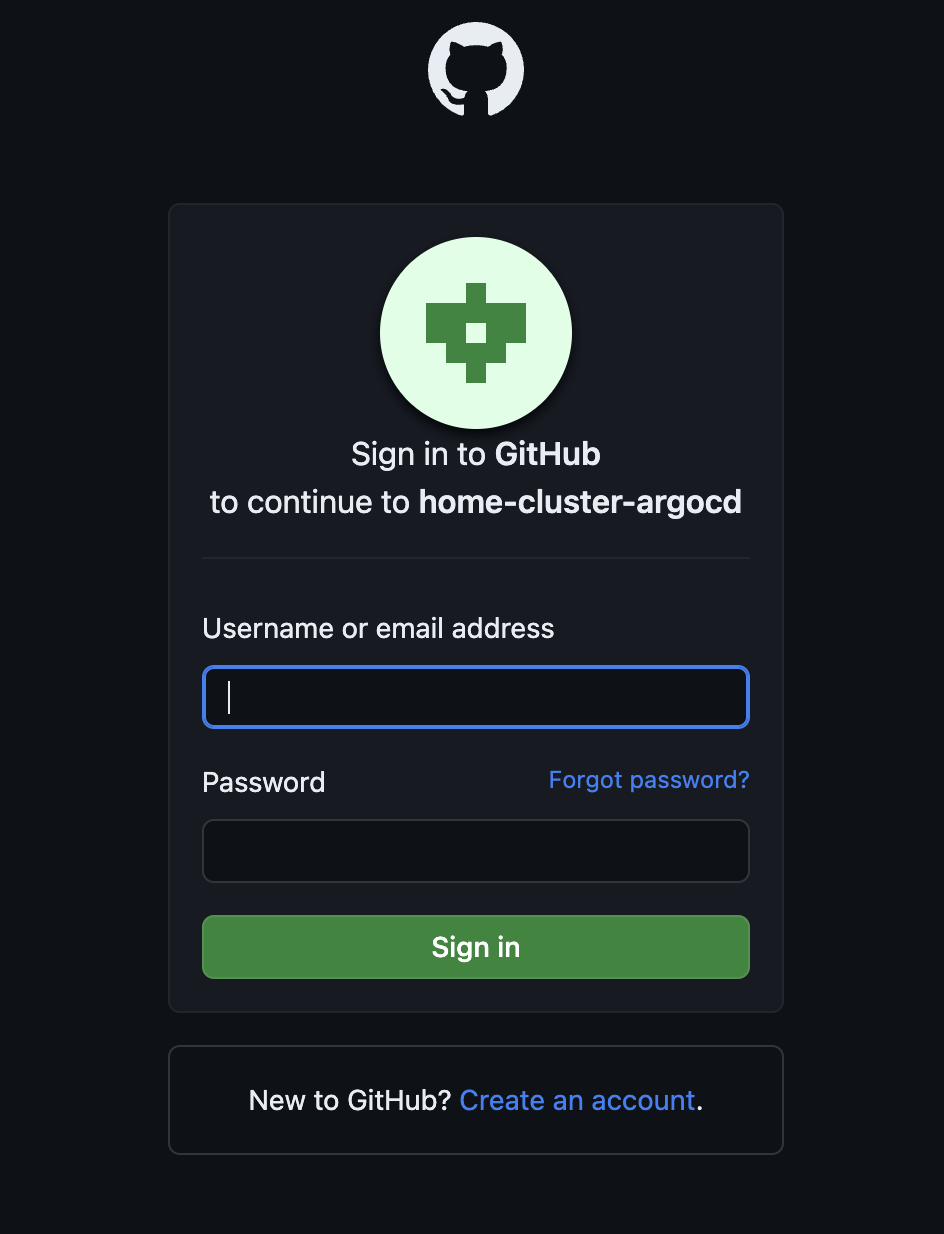 Sign in to GitHub
to continue to home-cluster-argocd
Username or email address
Password
Forgot password?
Sign in
New to GitHub? Create an account.